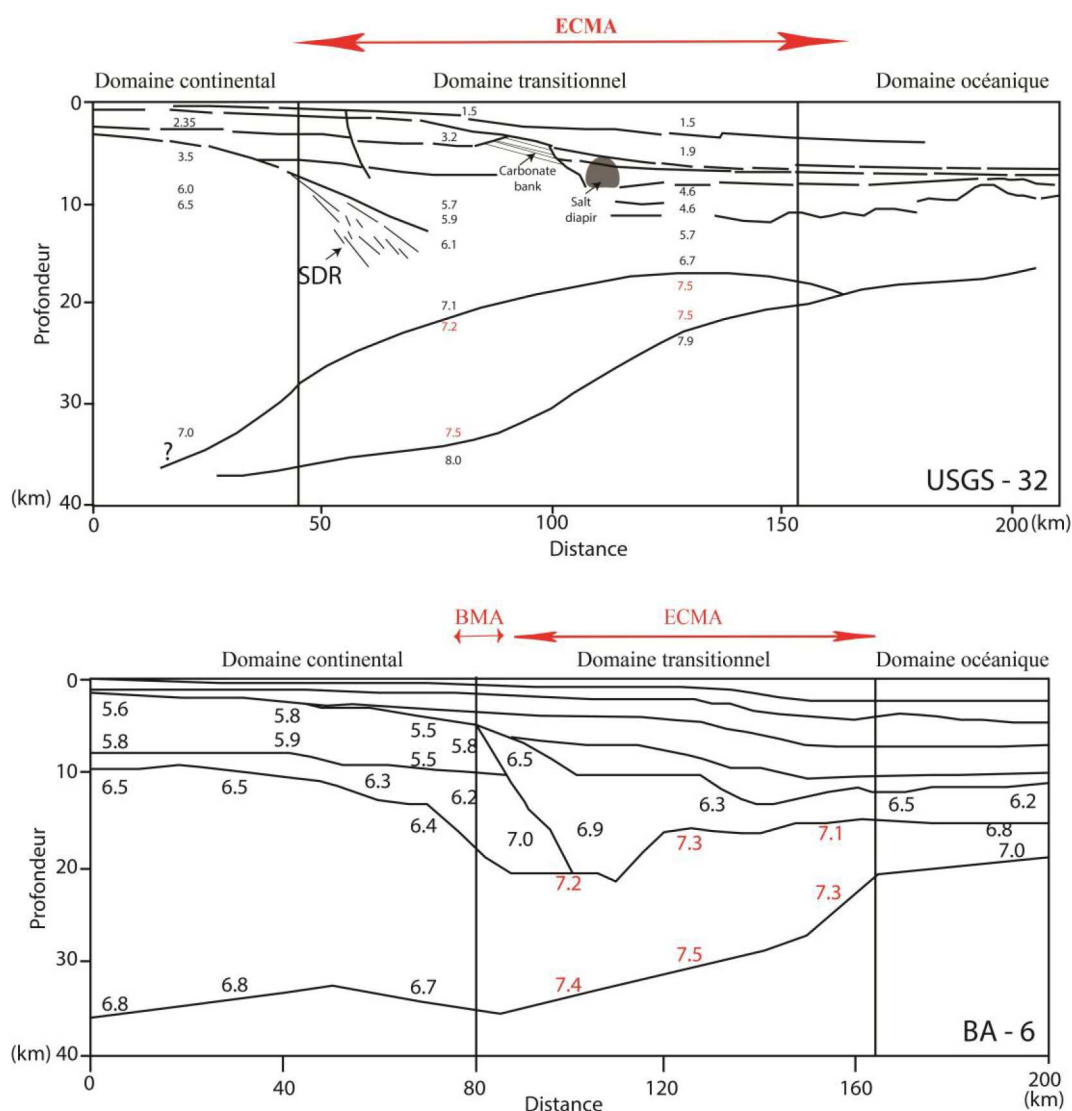 ECMA
Domaine continental Domaine transitionnel Domaine océanique
0
1.5
2.35
1.5
3.2
1.9
3.5
Carbonate
bank
6.0
4.6
Salt
diapir
6.5
10
5.7
4.6
5.9
5.7
6.1
SDR
6.7
20
7.5
7.1
7.5
7.2
7.9
30
7.0
7.5
?
8.0
Profondeur
USGS - 32
(km) 40
0 50 100 150 200 (km)
Distance
BMA ECMA
Domaine continental Domaine transitionnel Domaine océanique
0
5.6 5.8 5.5
5.8 5.9 5.5 5.8 6.5
10
6.5 6.5 6.3 6.2 6.3 6.5 6.2
6.4 7.0 6.9 7.3 7.1 6.8
20
7.2 7.3 7.0
30
7.5
6.8 6.8 6.7 7.4
Profondeur
BA - 6
(km) 40
0 40 80 120 160 200
(km)
Distance